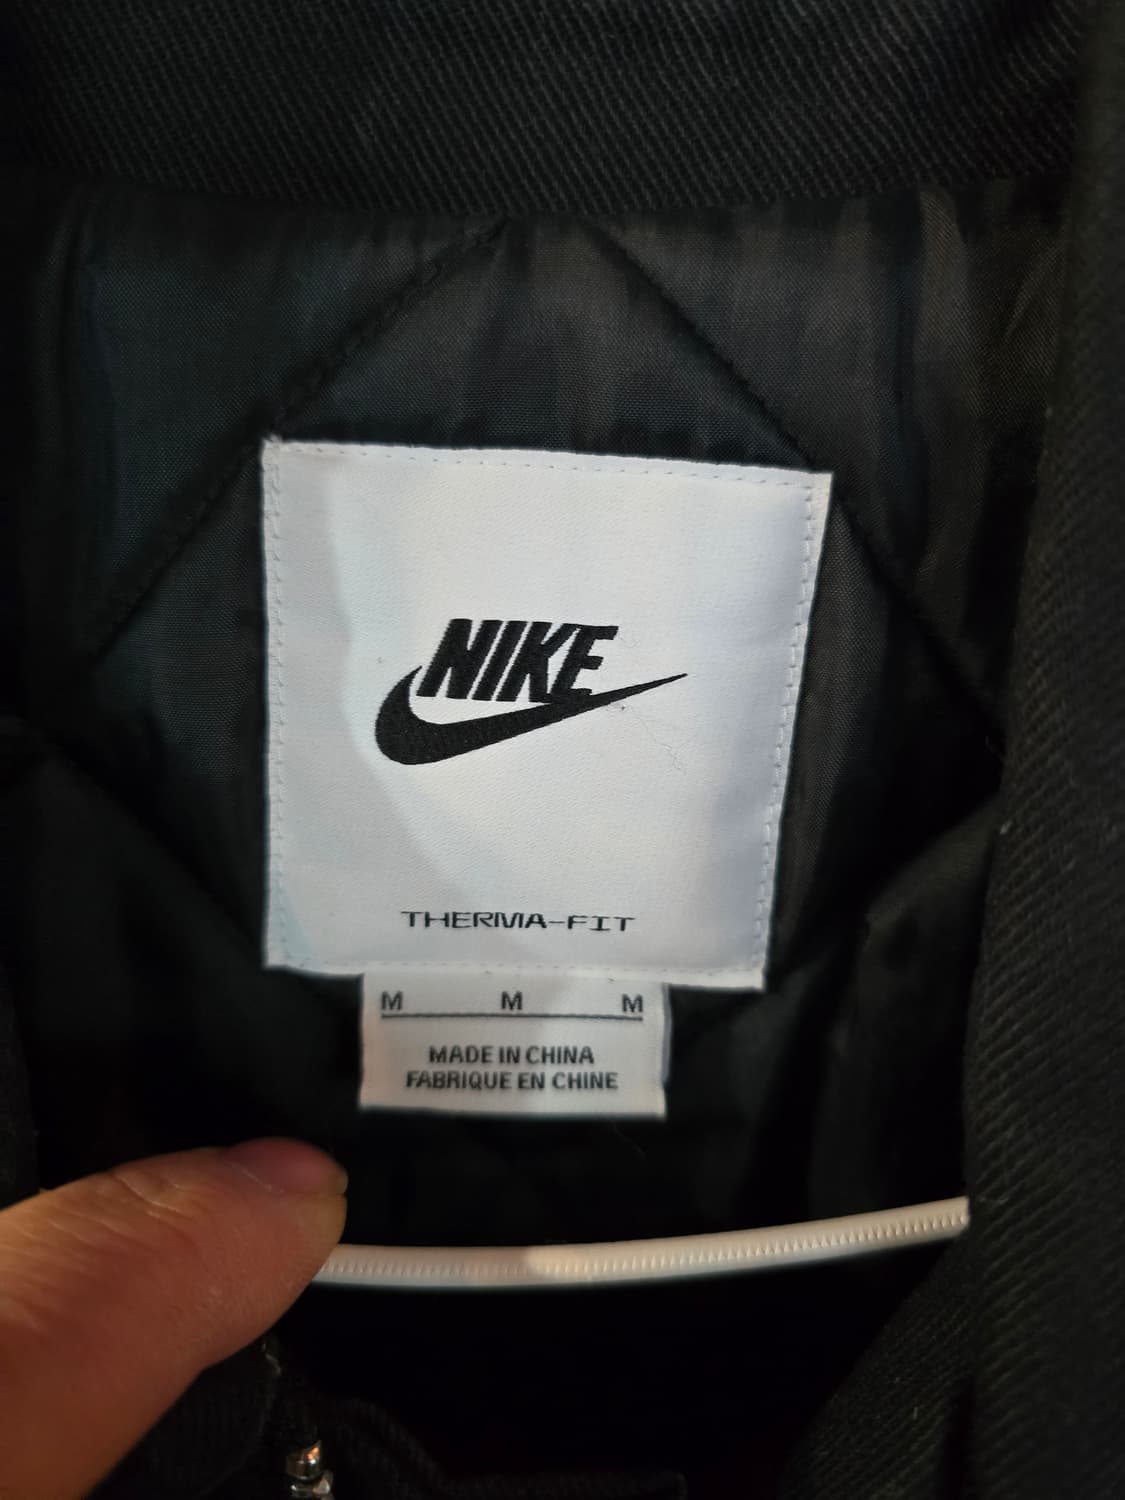 NIKE
THERMA-FIT
M M M
MADE IN CHINA
FABRIQUE EN CHINE